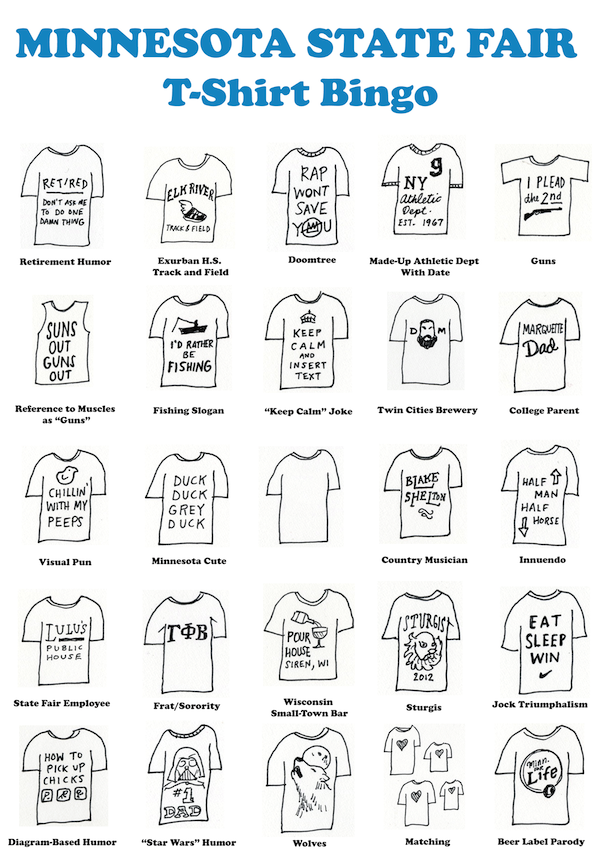 MINNESOTA STATE FAIR
T-Shirt Bingo
RETIRED
DON'T ASK ME
TO DO ONE
DAMN THING
Retirement Humor
ELK RIVER
TRACK & FIELD
Exurban H.S.
Track and Field
RAP
WONT
SAVE
YOU
Doomtree
9
NY
Athletic
Dept.
EST. 1967
Made-Up Athletic Dept
With Date
I PLEAD
the 2nd
Guns
SUNS
OUT
GUNS
OUT
Reference to Muscles
as "Guns"
I'D RATHER
BE
FISHING
Fishing Slogan
KEEP
CALM
AND
INSERT
TEXT
"Keep Calm" Joke
D M
Twin Cities Brewery
MARQUETTE
Dad
College Parent
CHILLIN'
WITH MY
PEEPS
Visual Pun
DUCK
DUCK
GREY
DUCK
Minnesota Cute
BLAKE
SHELTON
Country Musician
HALF
MAN
HALF
HORSE
Innuendo
LULU'S
PUBLIC
HOUSE
State Fair Employee
ΓΦΒ
Frat/Sorority
POUR
HOUSE
SIREN, WI
Wisconsin
Small-Town Bar
STURGIS
2012
Sturgis
EAT
SLEEP
WIN
Jock Triumphalism
HOW TO
PICK UP
CHICKS
Diagram-Based Humor
#1
DAD
"Star Wars" Humor
Wolves
Matching
Minn.
Life
Beer Label Parody